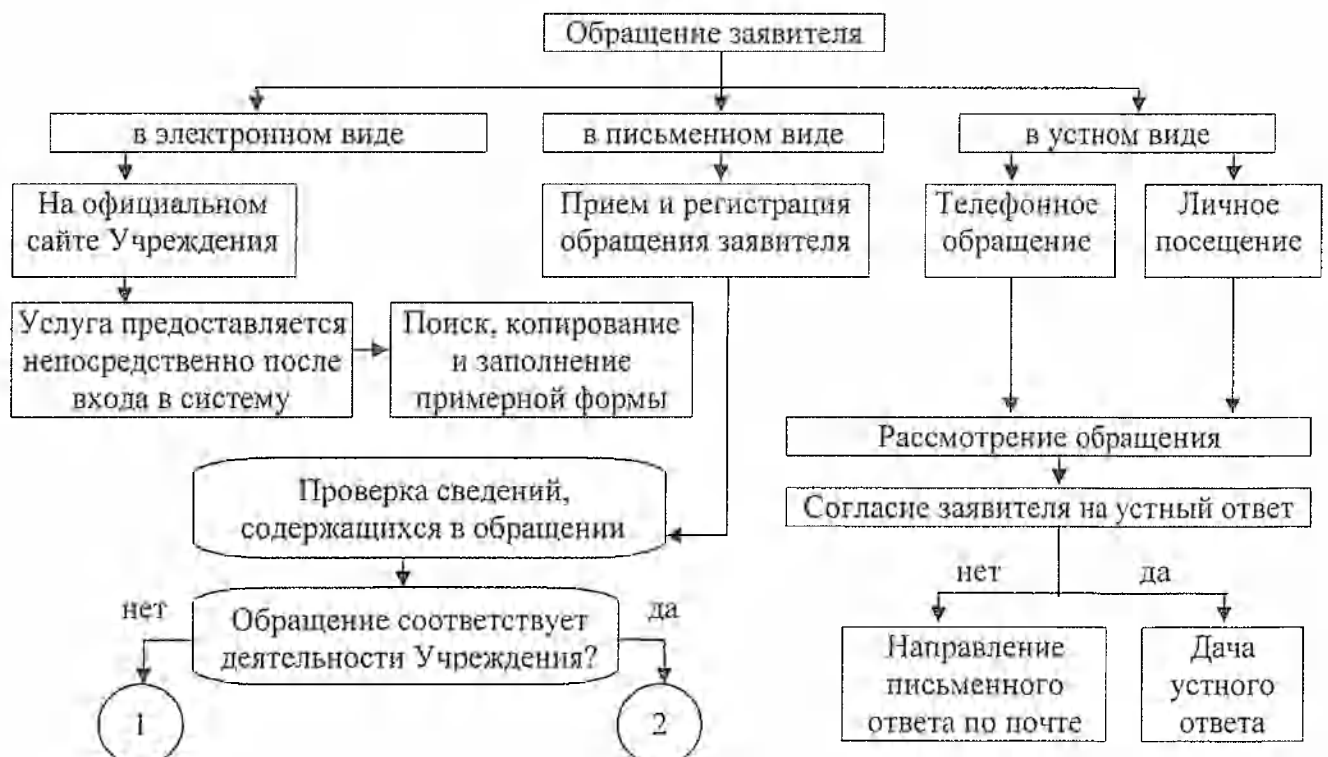 Обращение заявителя
в электронном виде
в письменном виде
в устном виде
На официальном
сайте Учреждения
Прием и регистрация
обращения заявителя
Телефонное
обращение
Личное
посещение
Услуга предоставляется
непосредственно после
входа в систему
Поиск, копирование
и заполнение
примерной формы
Рассмотрение обращения
Проверка сведений,
содержащихся в обращении
Согласие заявителя на устный ответ
нет
да
нет
Обращение соответствует
деятельности Учреждения?
да
Направление
письменного
ответа по почте
Дача
устного
ответа
1
2